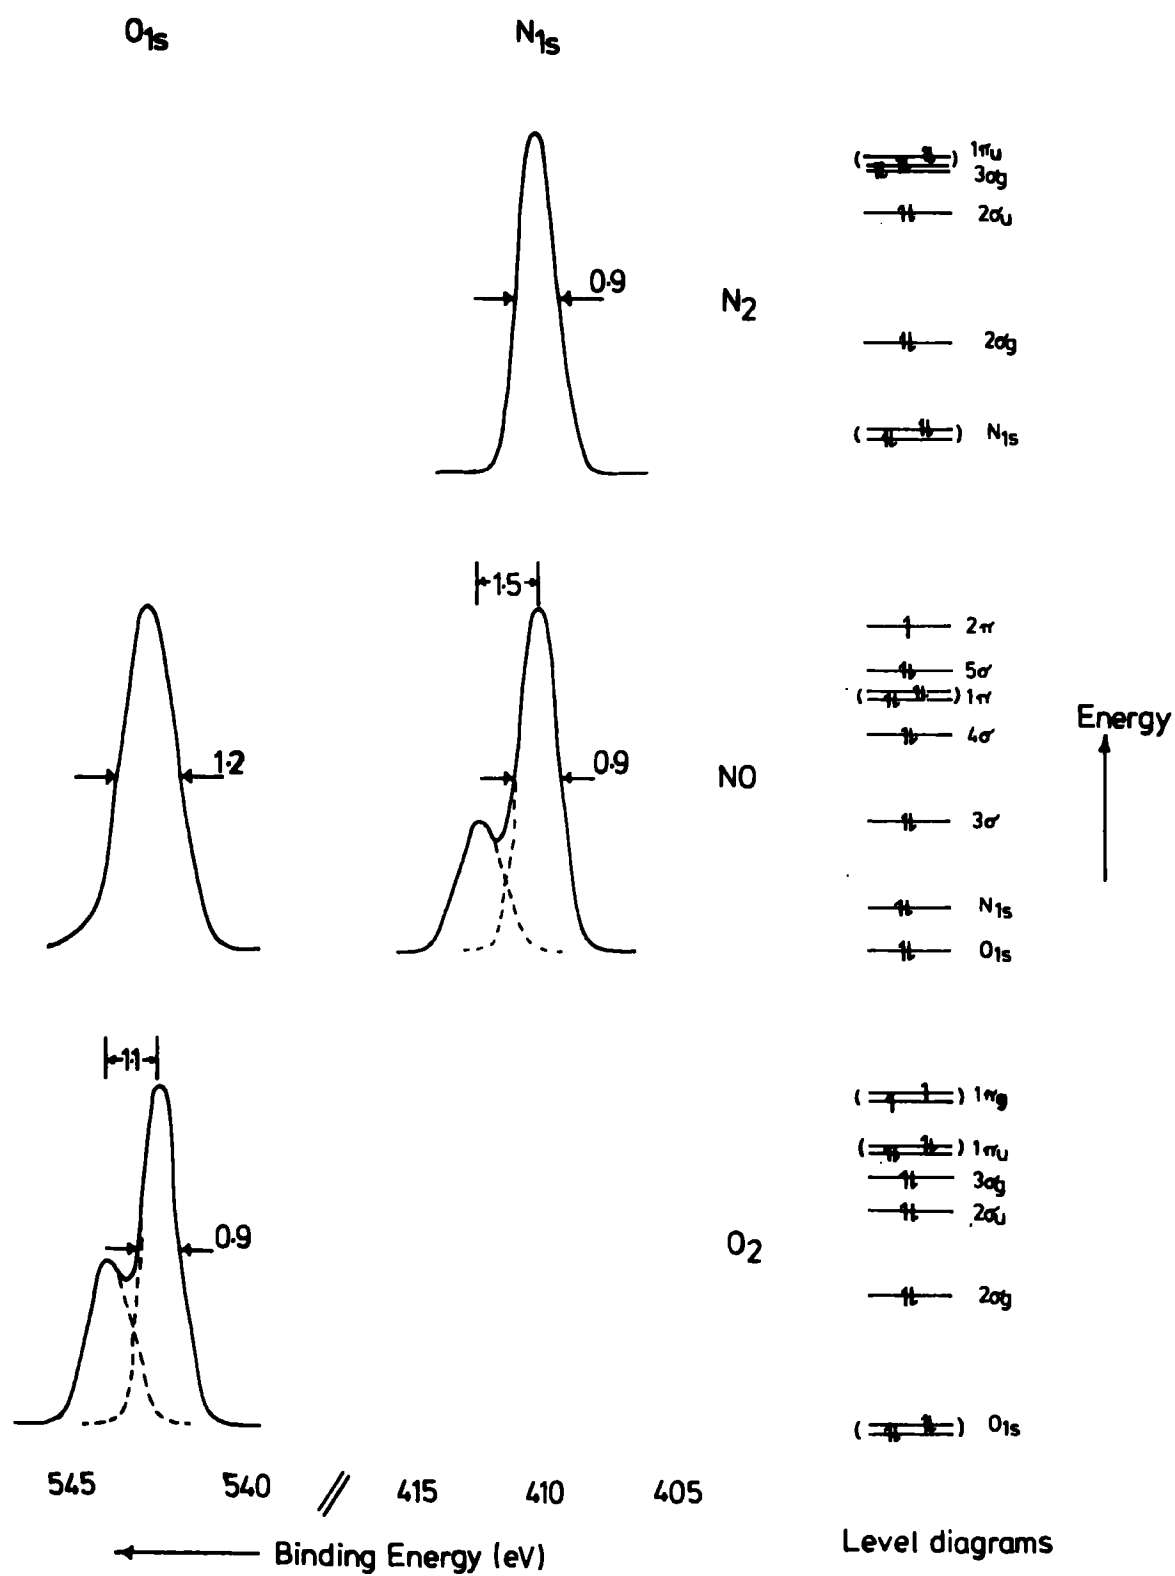 O1s N1s
1πu
3σg
2σu
0·9
N2
2σg
N1s
1·5
2π
5σ
1π
Energy
4σ
1·2
0·9
NO
3σ
N1s
O1s
1·1
1πg
1πu
3σg
2σu
0·9
O2
2σg
O1s
545 540 // 415 410 405
Binding Energy (eV)
Level diagrams